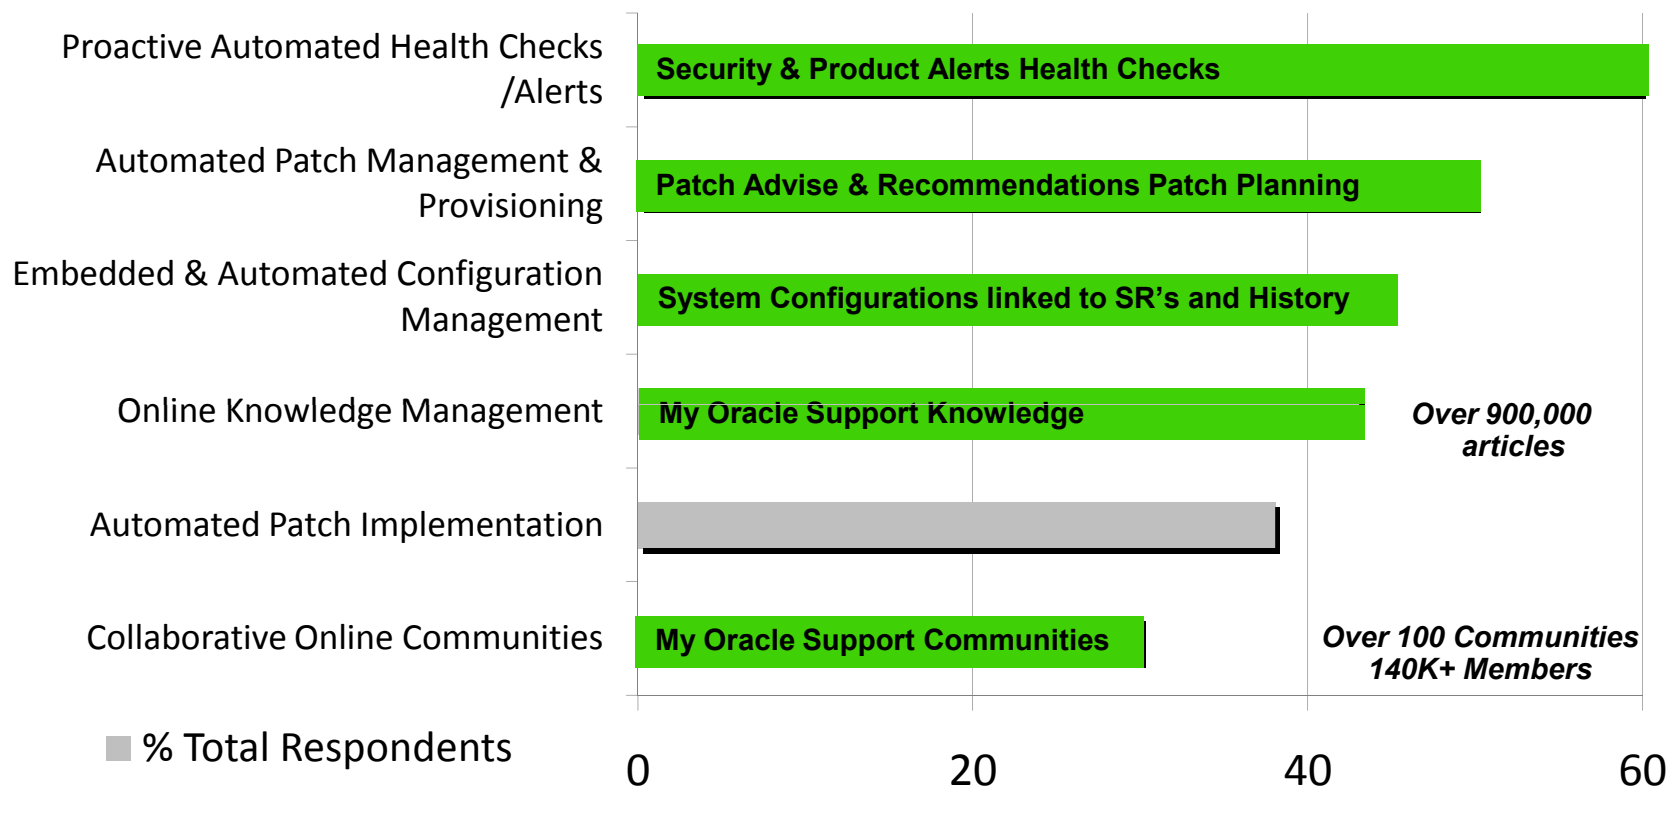 Proactive Automated Health Checks
/Alerts
Security & Product Alerts Health Checks
Automated Patch Management &
Provisioning
Patch Advise & Recommendations Patch Planning
Embedded & Automated Configuration
Management
System Configurations linked to SR’s and History
Online Knowledge Management
My Oracle Support Knowledge
Over 900,000
articles
Automated Patch Implementation
Collaborative Online Communities
My Oracle Support Communities
Over 100 Communities
140K+ Members
% Total Respondents
0 20 40 60